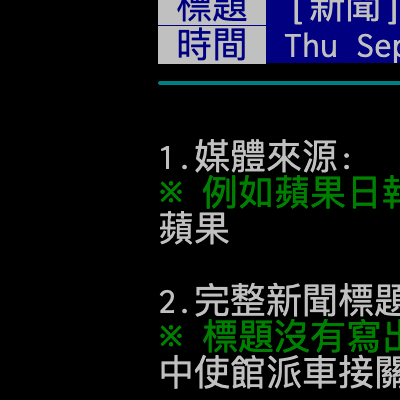 標題 [新聞]
時間 Thu Sep
1.媒體來源:
※ 例如蘋果日報
蘋果
2.完整新聞標題
※ 標題沒有寫出
中使館派車接關